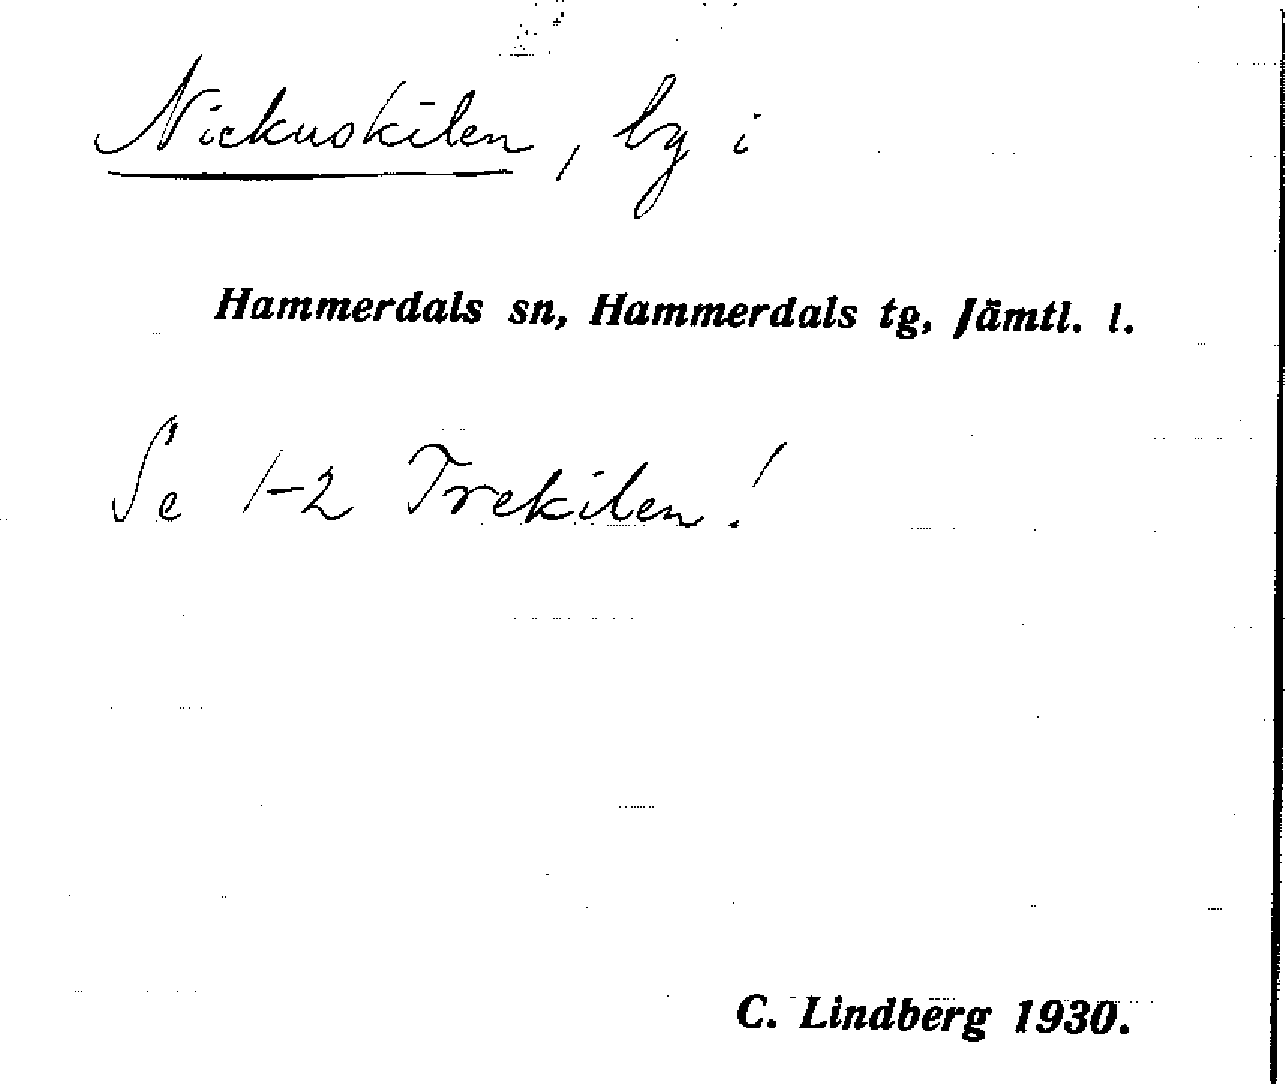 Nickuskilen, by i
Hammerdals sn, Hammerdals tg, Jämtl. l.
Se 1-2 Trekilen!
C. Lindberg 1930.